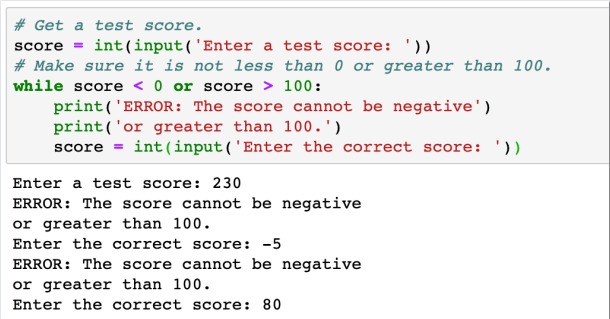 # Get a test score.
score = int(input('Enter a test score: '))
# Make sure it is not less than 0 or greater than 100.
while score < 0 or score > 100:
    print('ERROR: The score cannot be negative')
    print('or greater than 100.')
    score = int(input('Enter the correct score: '))
Enter a test score: 230
ERROR: The score cannot be negative
or greater than 100.
Enter the correct score: -5
ERROR: The score cannot be negative
or greater than 100.
Enter the correct score: 80